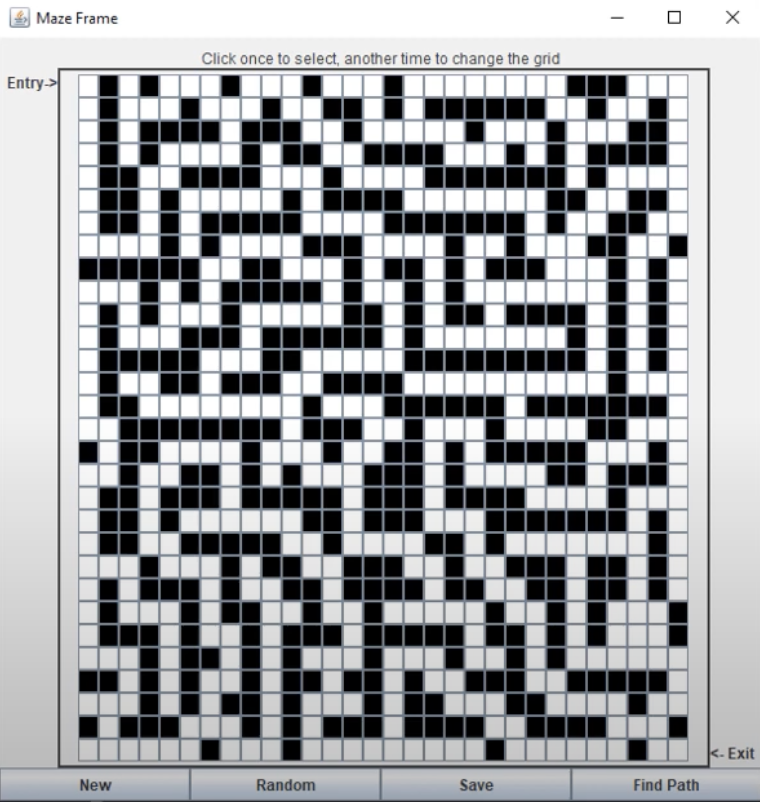 Maze Frame
Click once to select, another time to change the grid
Entry->
<- Exit
New
Random
Save
Find Path